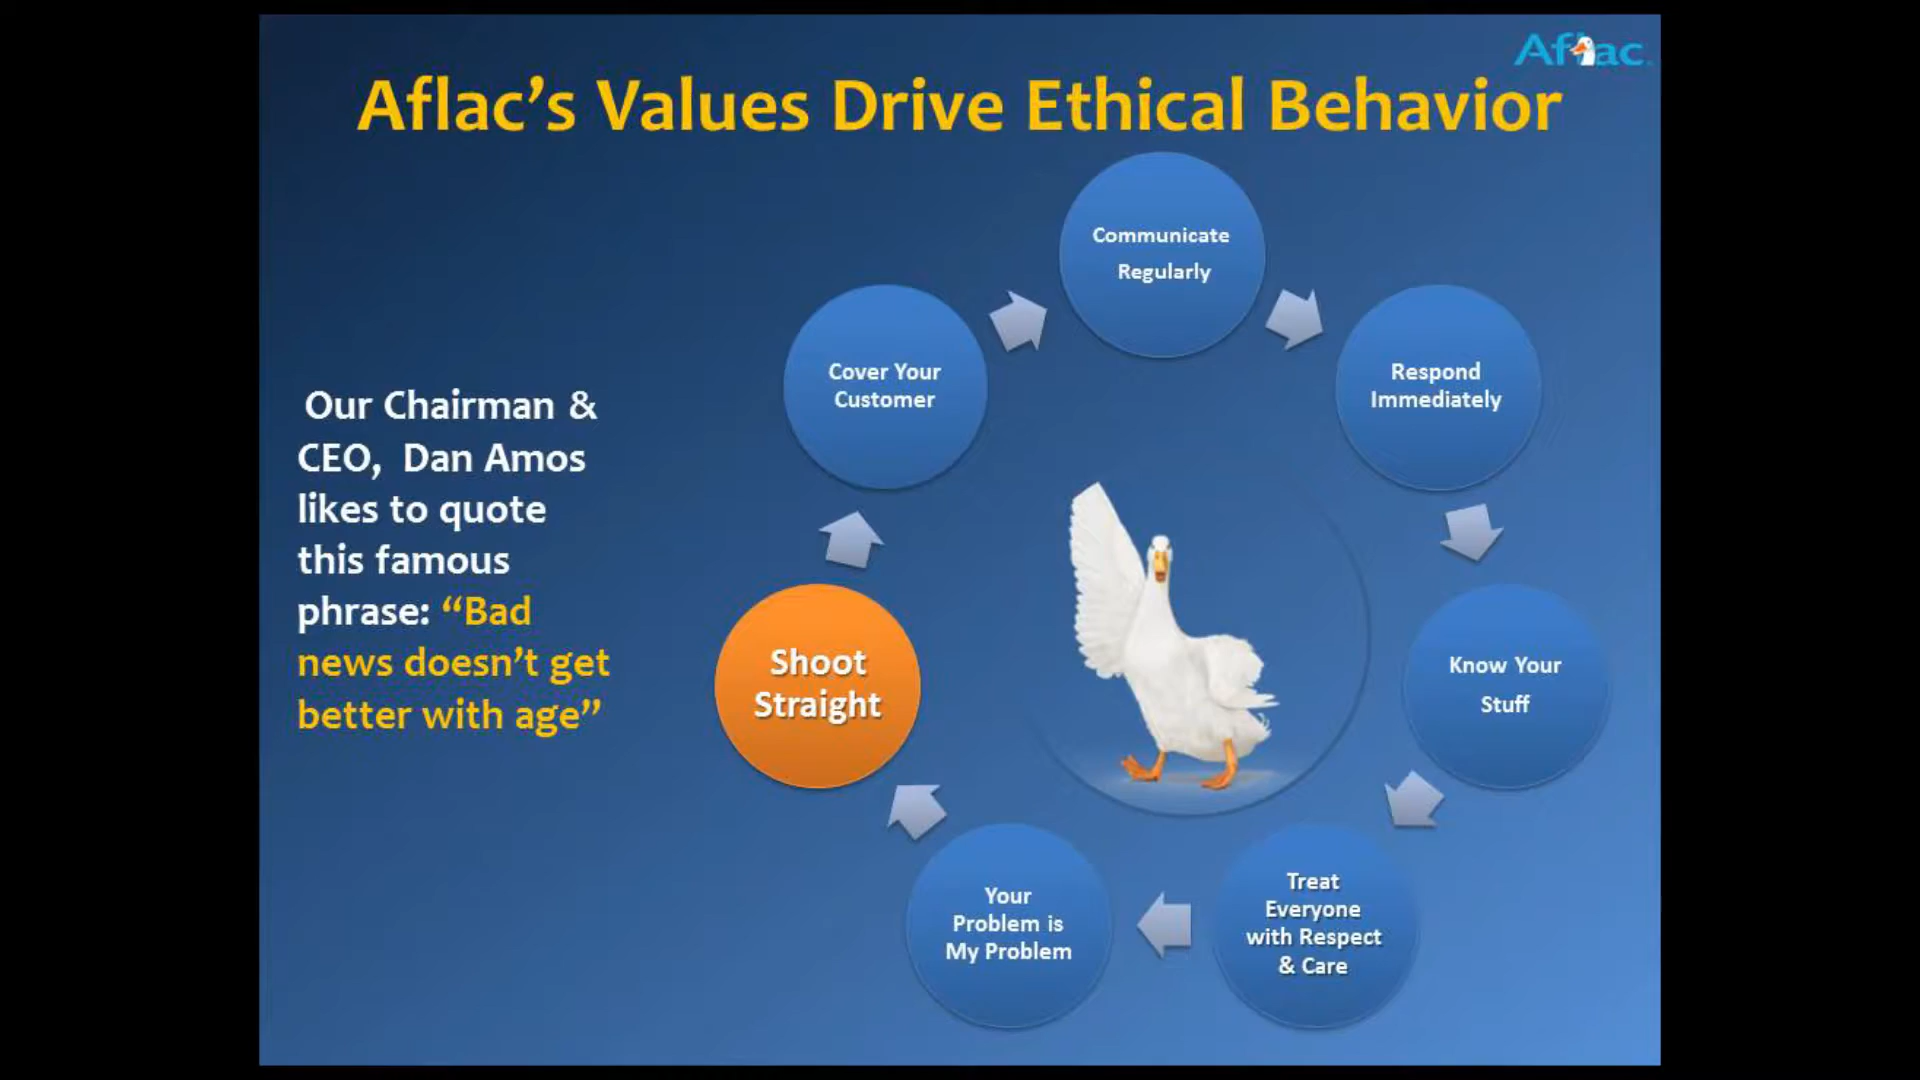 Aflac
Aflac’s Values Drive Ethical Behavior
Our Chairman &
CEO, Dan Amos
likes to quote
this famous
phrase: “Bad
news doesn’t get
better with age”
Communicate
Regularly
Respond
Immediately
Know Your
Stuff
Treat
Everyone
with Respect
& Care
Your
Problem is
My Problem
Shoot
Straight
Cover Your
Customer